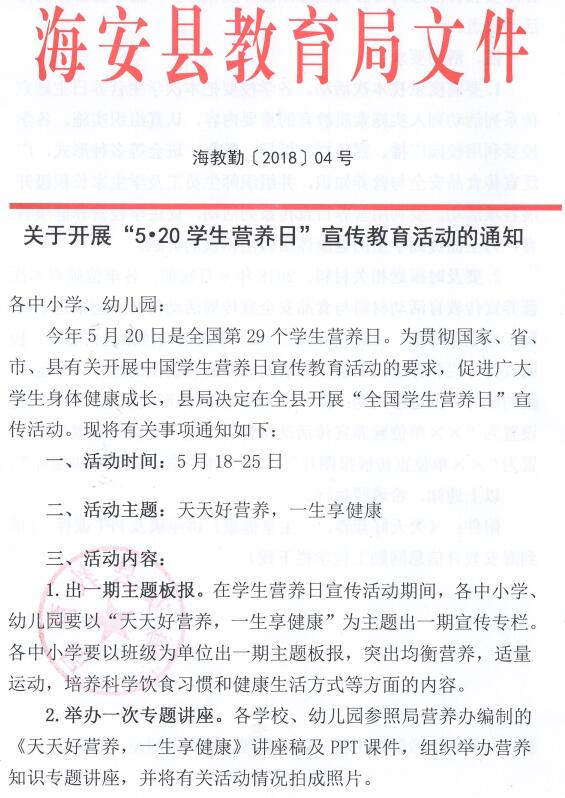 海安县教育局文件
海教勤〔2018〕04号
关于开展“5•20学生营养日”宣传教育活动的通知
各中小学、幼儿园：
今年5月20日是全国第29个学生营养日。为贯彻国家、省、
市、县有关开展中国学生营养日宣传教育活动的要求，促进广大
学生身体健康成长，县局决定在全县开展“全国学生营养日”宣
传活动。现将有关事项通知如下：
一、活动时间：5月18-25日
二、活动主题：天天好营养，一生享健康
三、活动内容：
1.出一期主题板报。在学生营养日宣传活动期间，各中小学、
幼儿园要以“天天好营养，一生享健康”为主题出一期宣传专栏。
各中小学要以班级为单位出一期主题板报，突出均衡营养，适量
运动，培养科学饮食习惯和健康生活方式等方面的内容。
2.举办一次专题讲座。各学校、幼儿园参照局营养办编制的
《天天好营养，一生享健康》讲座稿及PPT课件，组织举办营养
知识专题讲座，并将有关活动情况拍成照片。